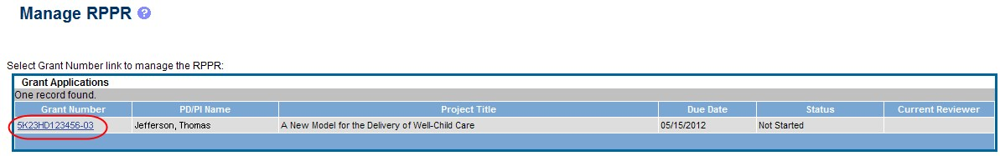 Manage RPPR ?
Select Grant Number link to manage the RPPR:
Grant Applications
One record found.
Grant Number PD/PI Name Project Title Due Date Status Current Reviewer
5K23HD123456-03 Jefferson, Thomas A New Model for the Delivery of Well-Child Care 05/15/2012 Not Started